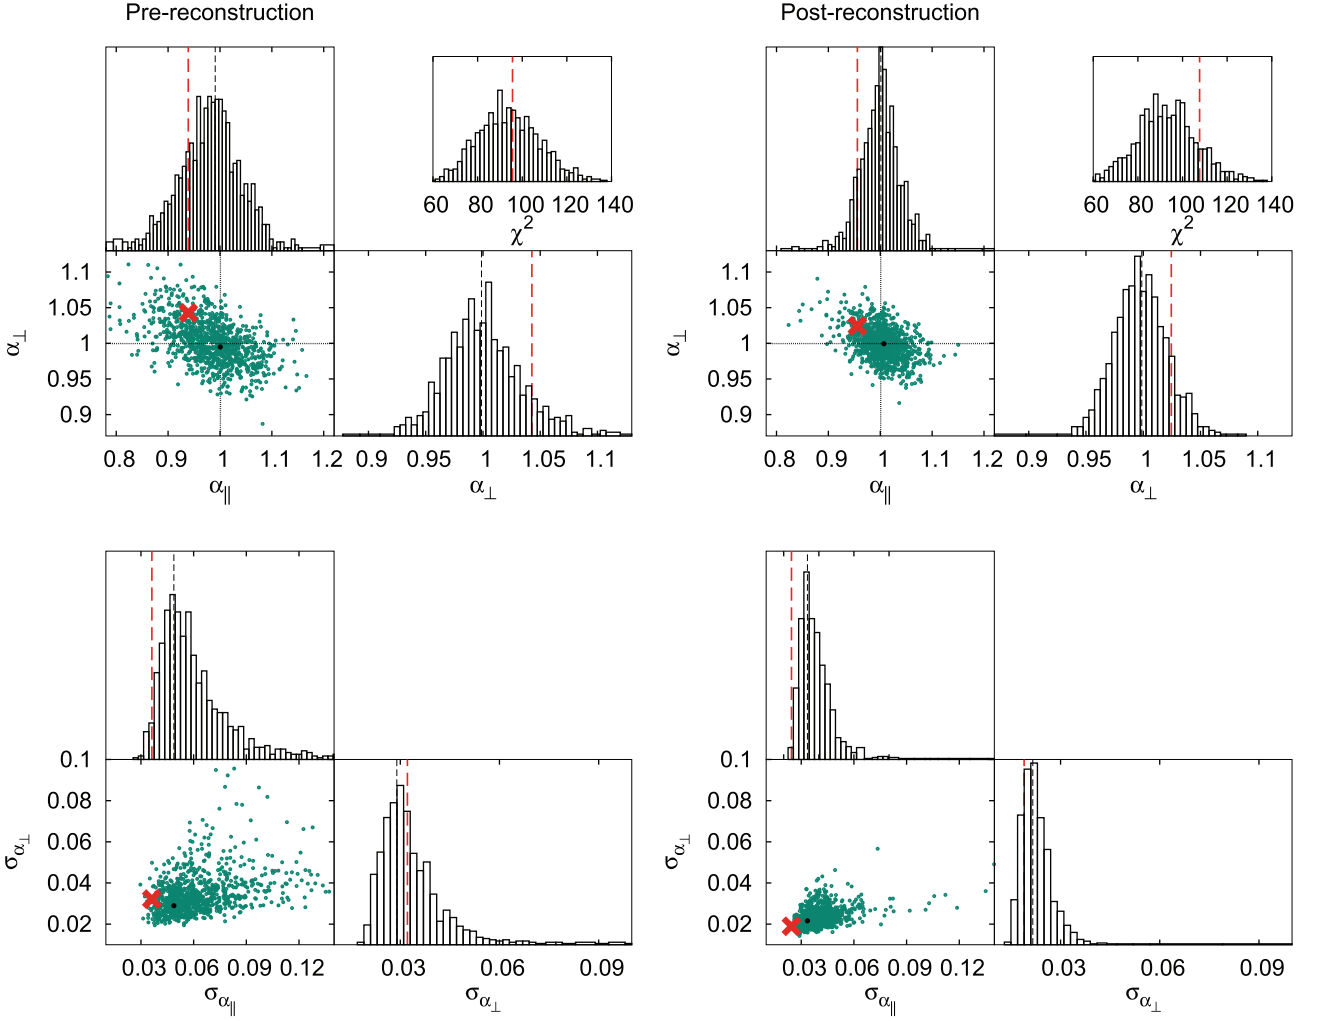 Pre-reconstruction Post-reconstruction
60 80 100 120 140 60 80 100 120 140
χ² χ²
1.1 1.1
1.05 1.05
α⊥ 1 α⊥ 1
0.95 0.95
0.9 0.9
0.8 0.9 1 1.1 1.2 0.9 0.95 1 1.05 1.1 0.8 0.9 1 1.1 1.2 0.9 0.95 1 1.05 1.1
α∥ α⊥ α∥ α⊥
0.1 0.1
0.08 0.08
0.06 0.06
σα⊥ σα⊥
0.04 0.04
0.02 0.02
0.03 0.06 0.09 0.12 0.03 0.06 0.09 0.03 0.06 0.09 0.12 0.03 0.06 0.09
σα∥ σα⊥ σα∥ σα⊥